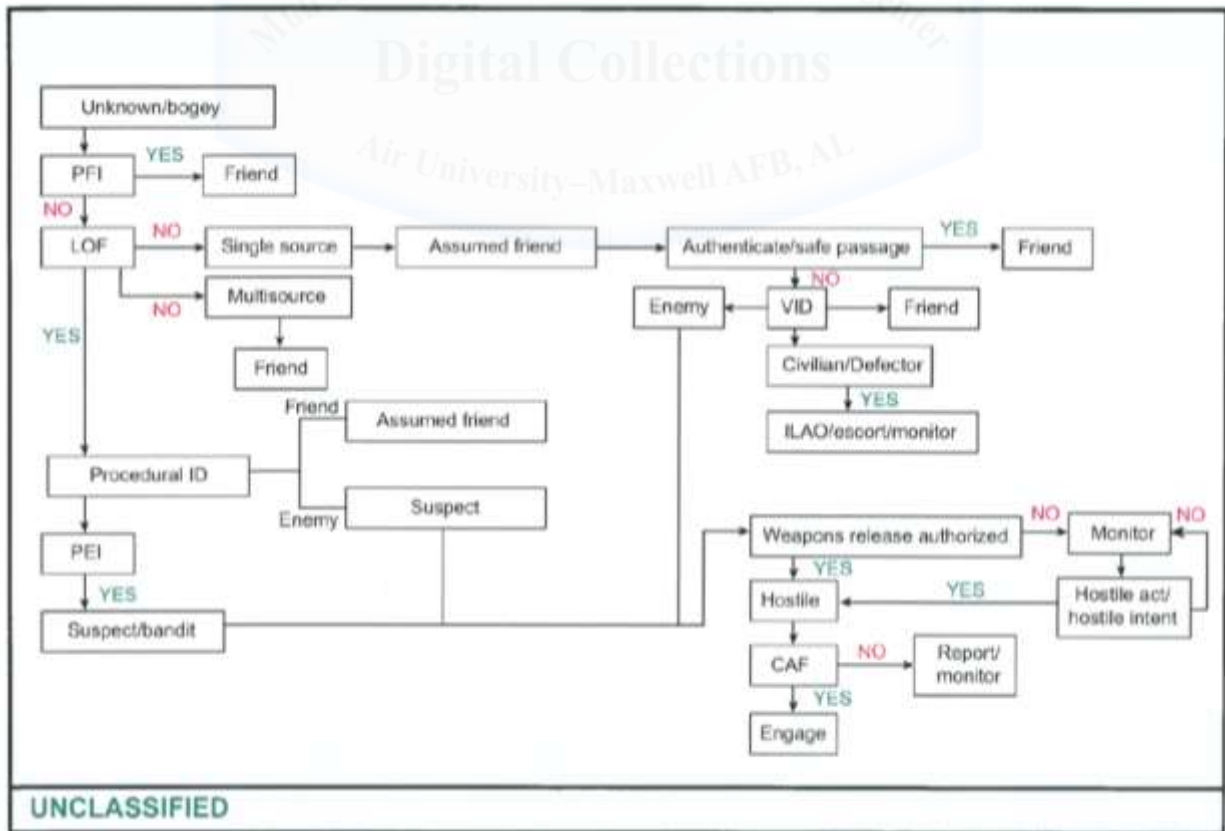 Digital Collections
Air University–Maxwell AFB, AL
Unknown/bogey
PFI
YES
Friend
NO
LOF
NO
Single source
Assumed friend
Authenticate/safe passage
YES
Friend
NO
Multisource
NO
Enemy
VID
Friend
YES
Friend
Civilian/Defector
YES
Friend
Assumed friend
ILAO/escort/monitor
Procedural ID
Enemy
Suspect
PEI
YES
Suspect/bandit
Weapons release authorized
NO
Monitor
NO
YES
Hostile
YES
Hostile act/
hostile intent
CAF
NO
Report/
monitor
YES
Engage
UNCLASSIFIED